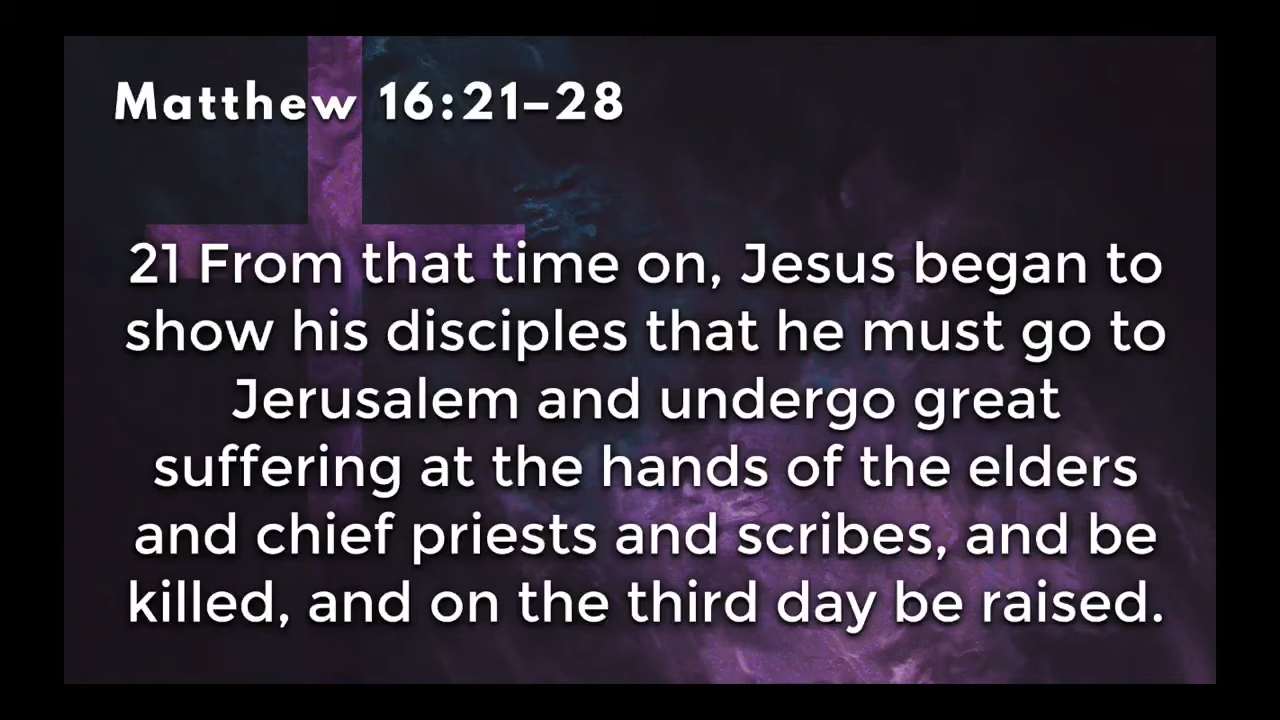 Matthew 16:21–28
21 From that time on, Jesus began to
show his disciples that he must go to
Jerusalem and undergo great
suffering at the hands of the elders
and chief priests and scribes, and be
killed, and on the third day be raised.